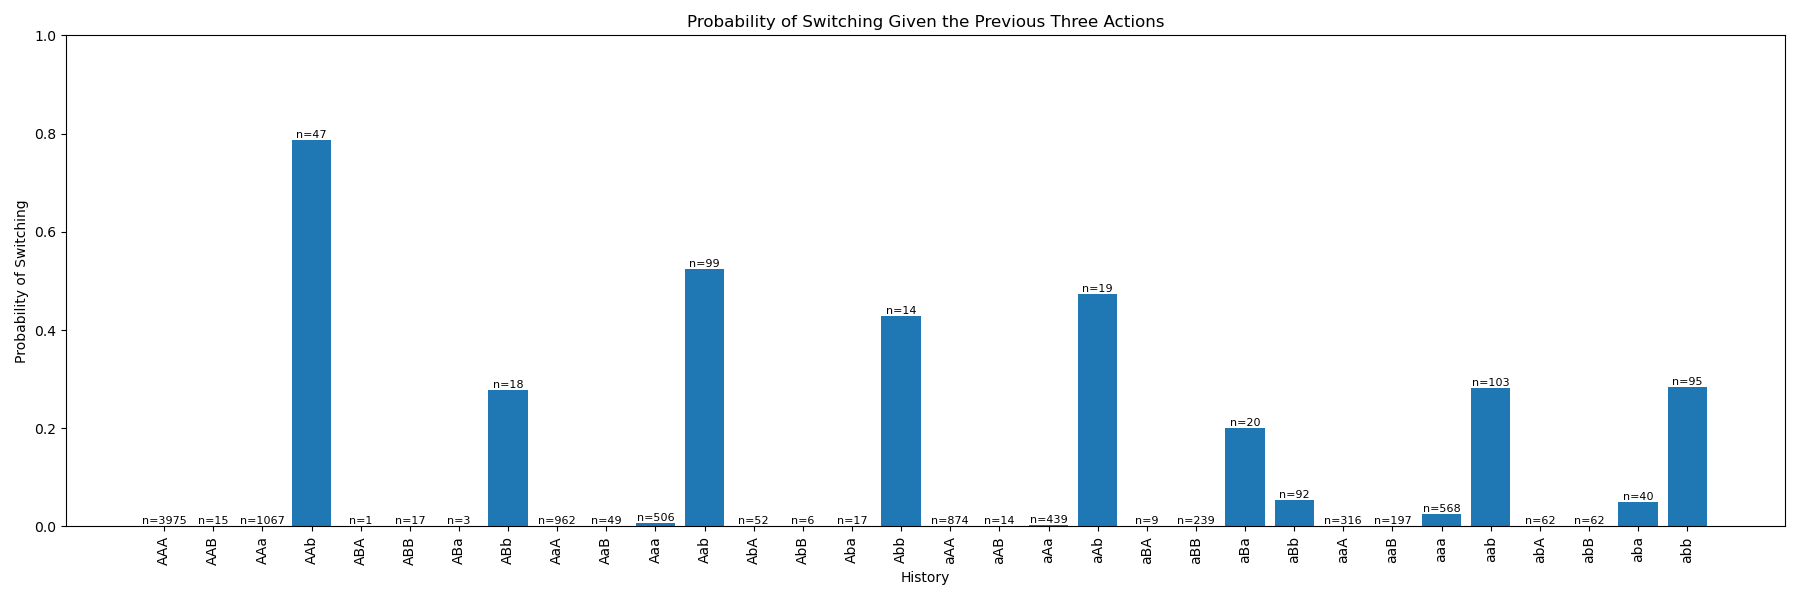 Probability of Switching Given the Previous Three Actions
Probability of Switching
1.0
0.8
0.6
0.4
0.2
0.0
n=3975 n=15 n=1067 n=47 n=1 n=17 n=3 n=18 n=962 n=49 n=506 n=99 n=52 n=6 n=17 n=14 n=874 n=14 n=439 n=19 n=9 n=239 n=20 n=92 n=316 n=197 n=568 n=103 n=62 n=62 n=40 n=95
AAA AAB AAa AAb ABA ABB ABa ABb AaA AaB Aaa Aab AbA AbB Aba Abb aAA aAB aAa aAb aBA aBB aBa aBb aaA aaB aaa aab abA abB aba abb
History